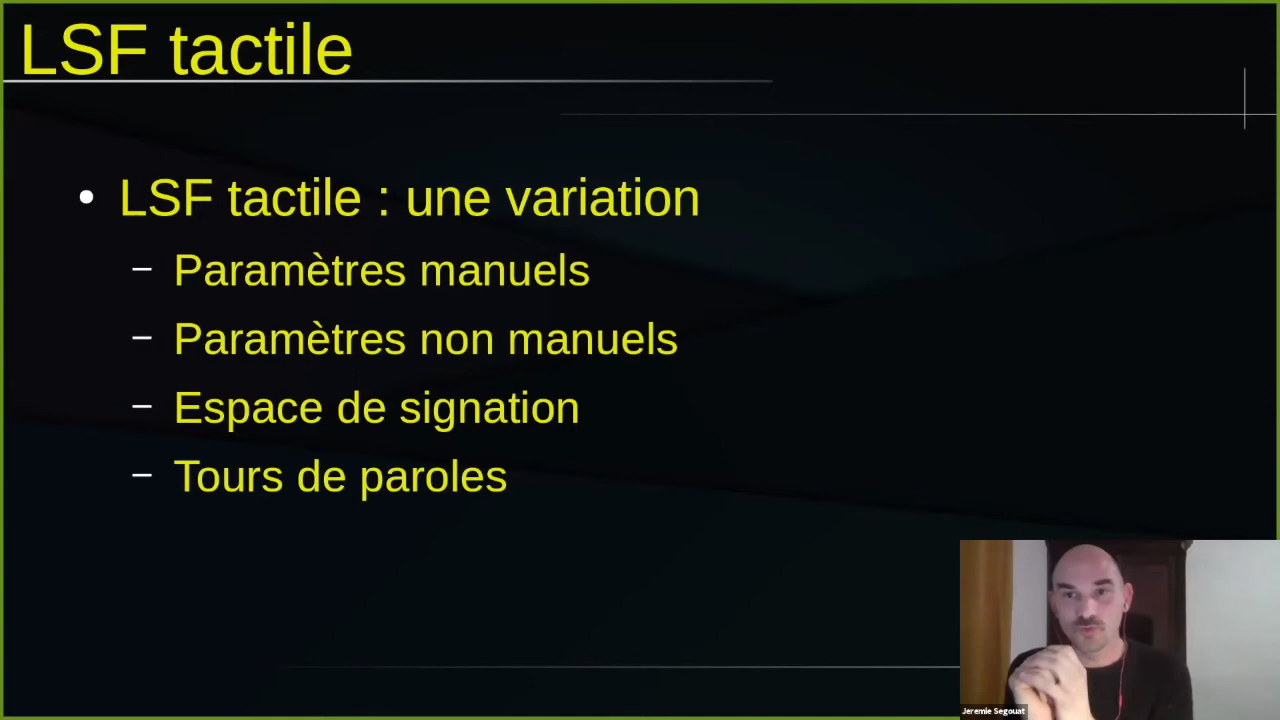 LSF tactile
• LSF tactile : une variation
– Paramètres manuels
– Paramètres non manuels
– Espace de signation
– Tours de paroles
Jeremie Segouat